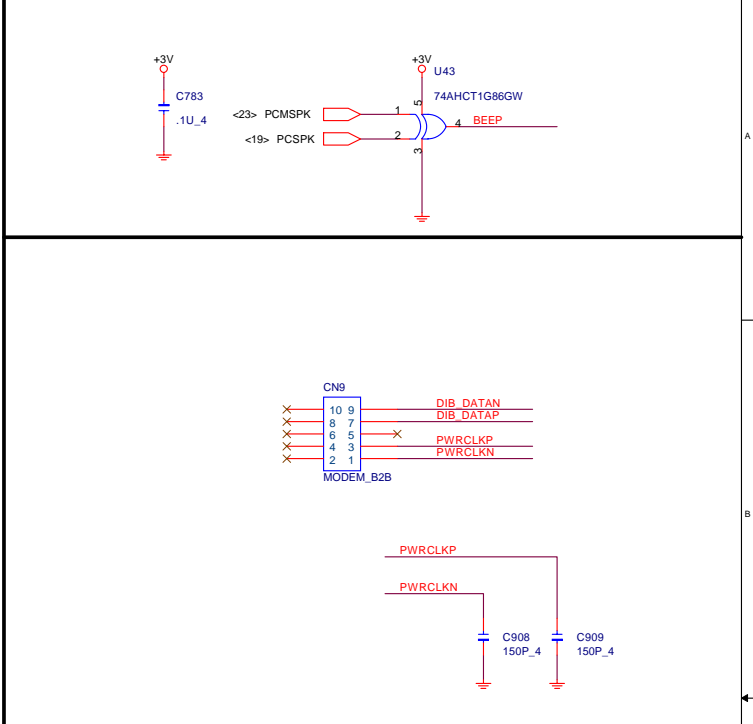 +3V
C783
.1U_4
+3V
U43
74AHCT1G86GW
5
<23> PCMSPK
1
<19> PCSPK
2
4
BEEP
3
A
CN9
10 9
DIB_DATAN
8 7
DIB_DATAP
6 5
4 3
PWRCLKP
2 1
PWRCLKN
MODEM_B2B
B
PWRCLKP
PWRCLKN
C908
150P_4
C909
150P_4